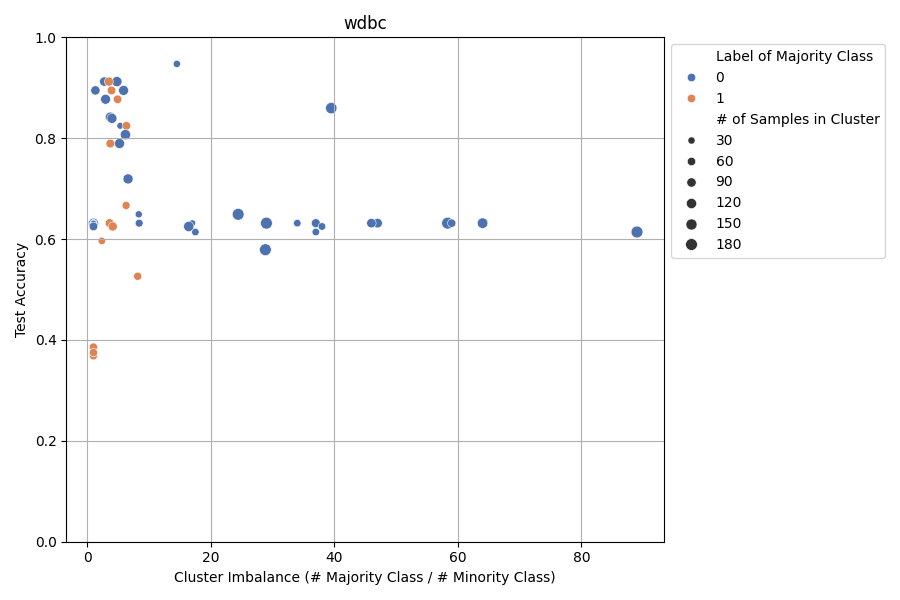 wdbc
1.0
0.8
0.6
0.4
0.2
0.0
Test Accuracy
0 20 40 60 80
Cluster Imbalance (# Majority Class / # Minority Class)
Label of Majority Class
0
1
# of Samples in Cluster
30
60
90
120
150
180